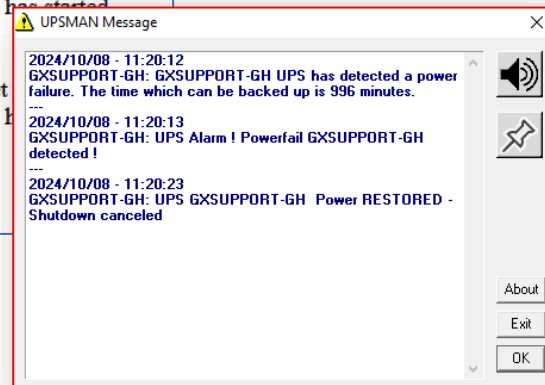 has started
UPSMAN Message
2024/10/08 - 11:20:12
GXSUPPORT-GH: GXSUPPORT-GH UPS has detected a power
failure. The time which can be backed up is 996 minutes.
---
2024/10/08 - 11:20:13
GXSUPPORT-GH: UPS Alarm ! Powerfail GXSUPPORT-GH
detected !
---
2024/10/08 - 11:20:23
GXSUPPORT-GH: UPS GXSUPPORT-GH  Power RESTORED -
Shutdown canceled
About
Exit
OK